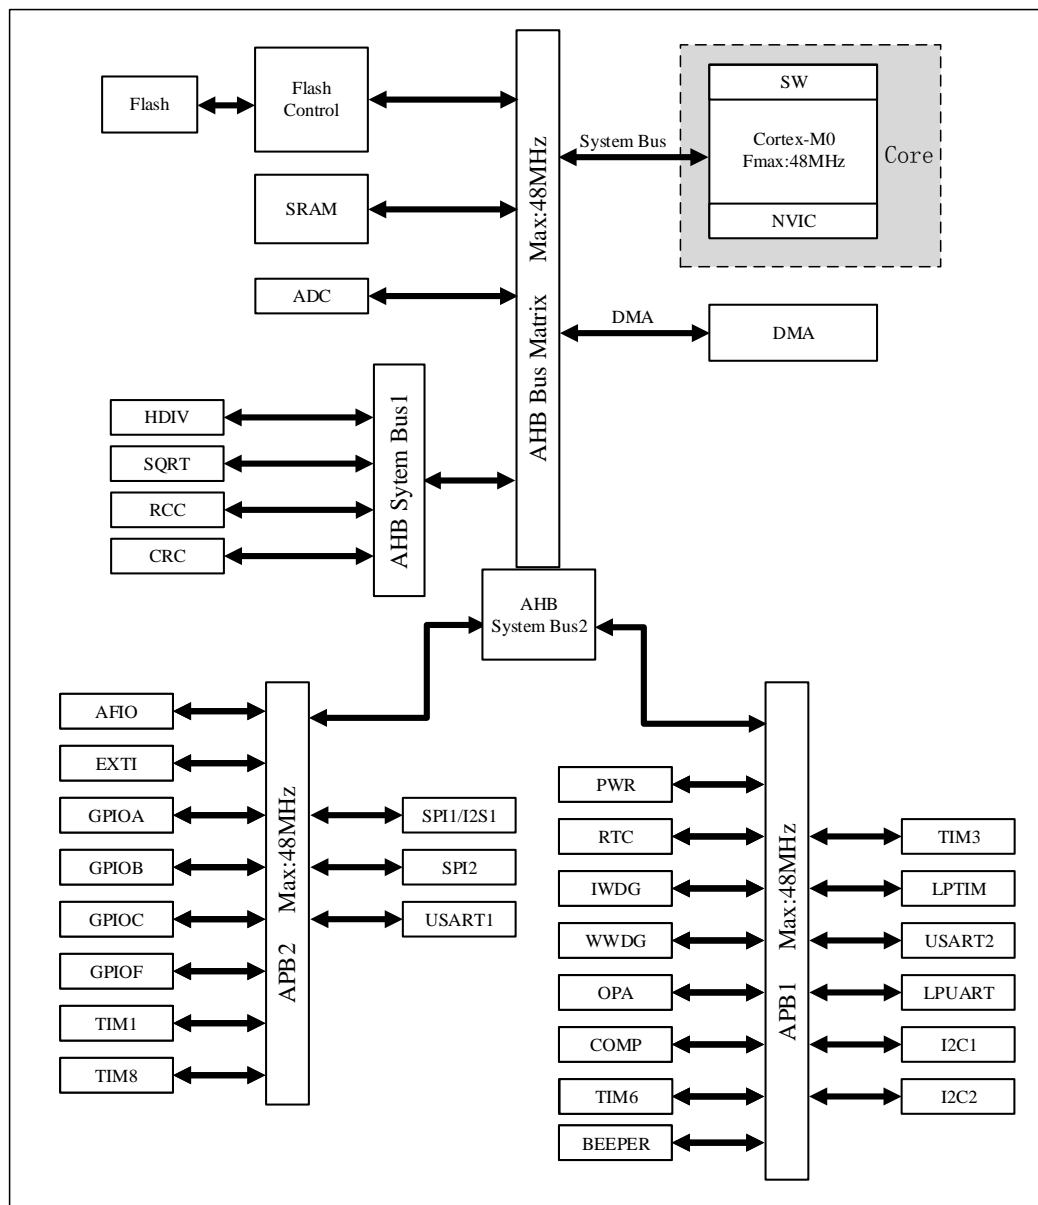 Flash
Flash
Control
SRAM
ADC
AHB Bus Matrix Max:48MHz
System Bus
SW
Cortex-M0
Fmax:48MHz
NVIC
Core
DMA
DMA
HDIV
SQRT
RCC
CRC
AHB Sytem Bus1
AHB
System Bus2
AFIO
EXTI
GPIOA
GPIOB
GPIOC
GPIOF
TIM1
TIM8
APB2 Max:48MHz
SPI1/I2S1
SPI2
USART1
PWR
RTC
IWDG
WWDG
OPA
COMP
TIM6
BEEPER
APB1 Max:48MHz
TIM3
LPTIM
USART2
LPUART
I2C1
I2C2